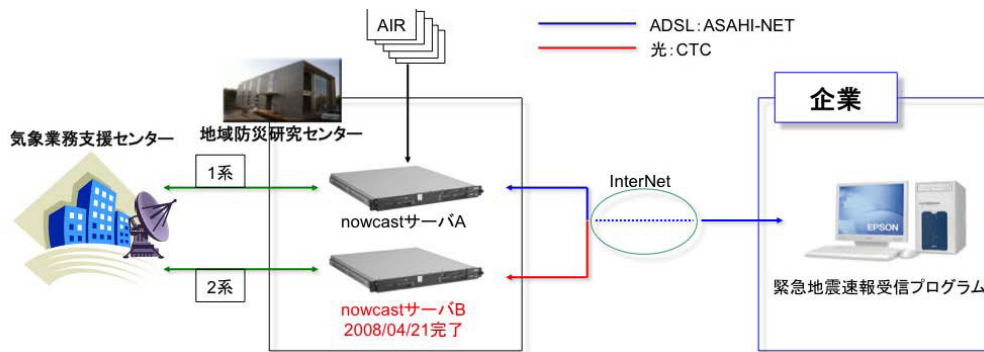 AIR
ADSL:ASAHI-NET
光:CTC
企業
地域防災研究センター
気象業務支援センター
1系
InterNet
nowcastサーバA
EPSON
2系
緊急地震速報受信プログラム
nowcastサーバB
2008/04/21完了